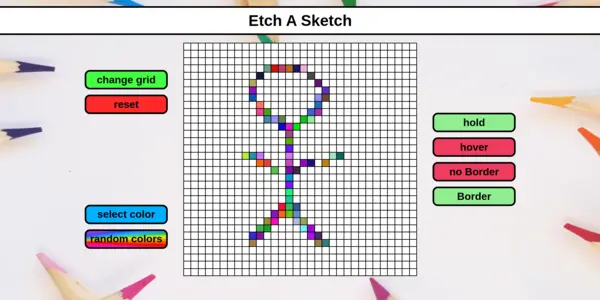 Etch A Sketch
change grid
reset
select color
random colors
hold
hover
no Border
Border